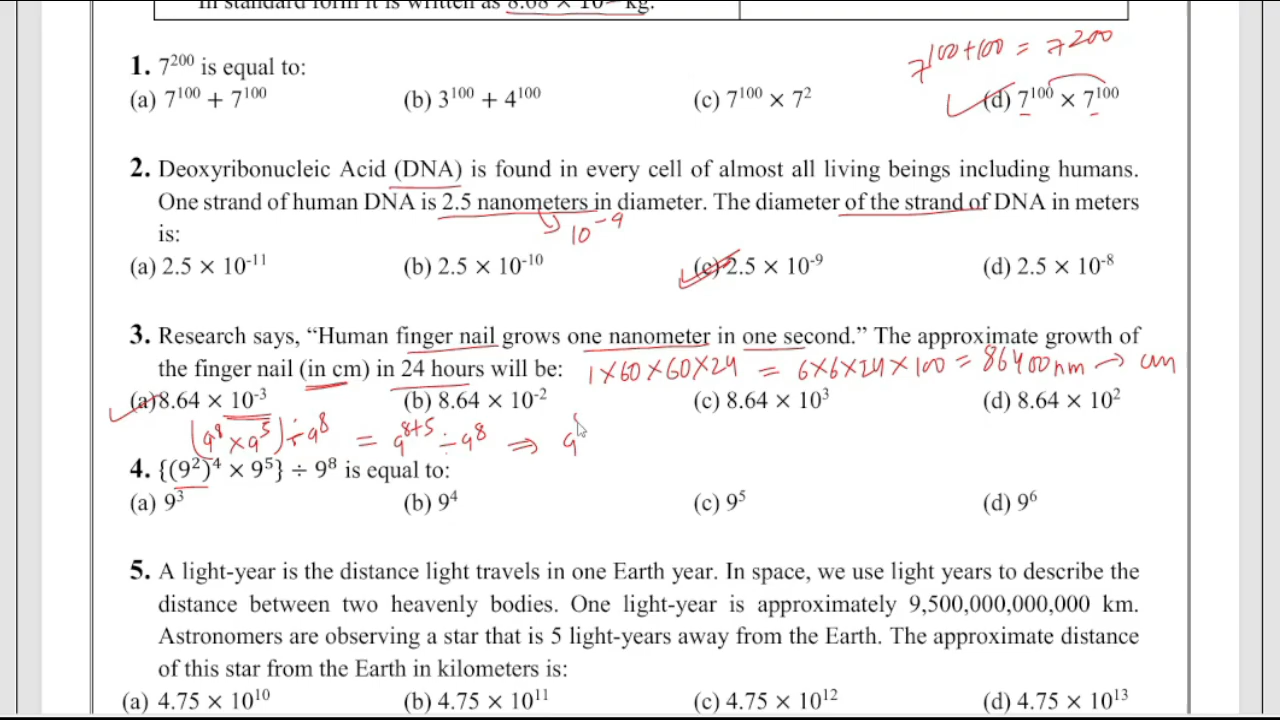 In standard form it is written as 8.68 × 10 kg.
7¹⁰⁰⁺¹⁰⁰ = 7²⁰⁰
1. 7²⁰⁰ is equal to:
(a) 7¹⁰⁰ + 7¹⁰⁰ (b) 3¹⁰⁰ + 4¹⁰⁰ (c) 7¹⁰⁰ × 7² (d) 7¹⁰⁰ × 7¹⁰⁰
2. Deoxyribonucleic Acid (DNA) is found in every cell of almost all living beings including humans.
One strand of human DNA is 2.5 nanometers in diameter. The diameter of the strand of DNA in meters
is:
10⁻⁹
(a) 2.5 × 10⁻¹¹ (b) 2.5 × 10⁻¹⁰ (c) 2.5 × 10⁻⁹ (d) 2.5 × 10⁻⁸
3. Research says, “Human finger nail grows one nanometer in one second.” The approximate growth of
the finger nail (in cm) in 24 hours will be: 1×60×60×24 = 6×6×24×100 = 86400nm → cm
(a) 8.64 × 10⁻³ (b) 8.64 × 10⁻² (c) 8.64 × 10³ (d) 8.64 × 10²
(9⁸×9⁵)÷9⁸ = 9⁸⁺⁵÷9⁸ ⇒ 9
4. {(9²)⁴ × 9⁵} ÷ 9⁸ is equal to:
(a) 9³ (b) 9⁴ (c) 9⁵ (d) 9⁶
5. A light-year is the distance light travels in one Earth year. In space, we use light years to describe the
distance between two heavenly bodies. One light-year is approximately 9,500,000,000,000 km.
Astronomers are observing a star that is 5 light-years away from the Earth. The approximate distance
of this star from the Earth in kilometers is:
(a) 4.75 × 10¹⁰ (b) 4.75 × 10¹¹ (c) 4.75 × 10¹² (d) 4.75 × 10¹³